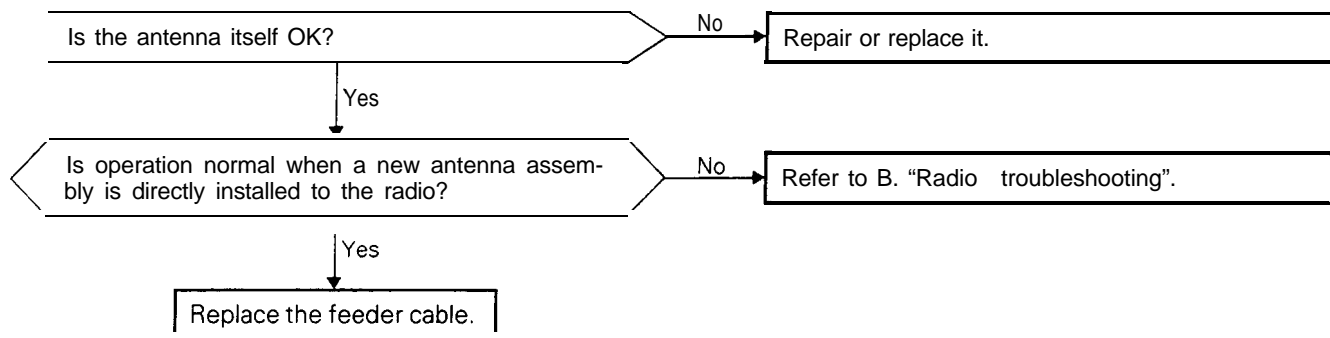 Is the antenna itself OK?
No
Repair or replace it.
Yes
Is operation normal when a new antenna assem-
bly is directly installed to the radio?
No
Refer to B. “Radio troubleshooting”.
Yes
Replace the feeder cable.